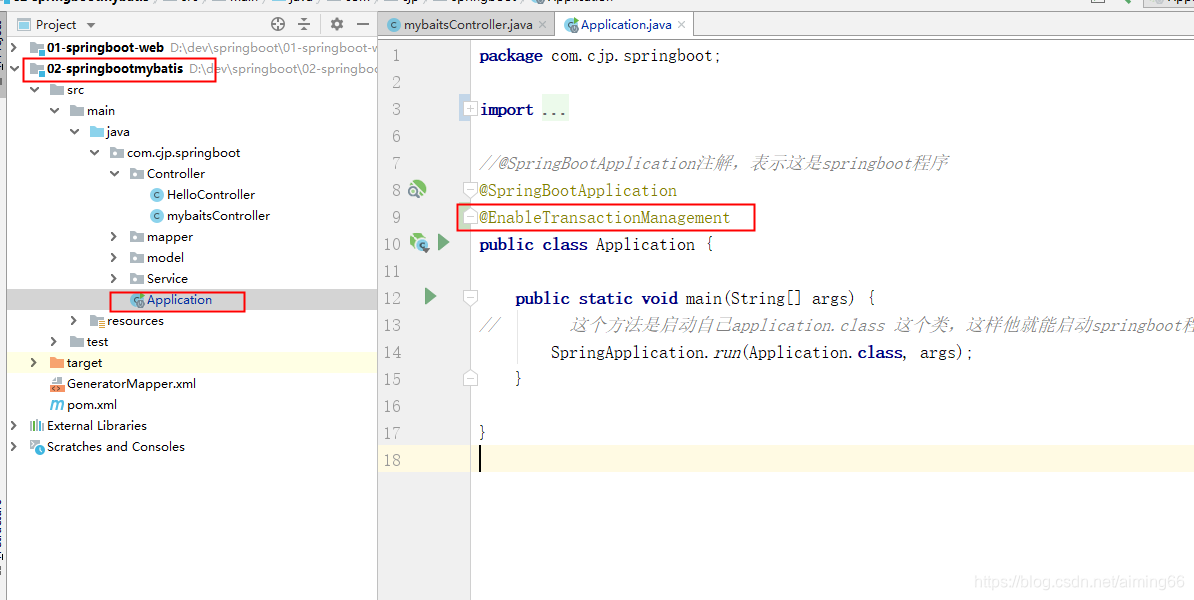 Project
mybaitsController.java
Application.java
01-springboot-web D:\dev\springboot\01-springboot-w
02-springbootmybatis D:\dev\springboot\02-springboo
src
main
java
com.cjp.springboot
Controller
HelloController
mybaitsController
mapper
model
Service
Application
resources
test
target
GeneratorMapper.xml
pom.xml
External Libraries
Scratches and Consoles
1 package com.cjp.springboot;
2
3 import ...
6
7 //@SpringBootApplication注解，表示这是springboot程序
8 @SpringBootApplication
9 @EnableTransactionManagement
10 public class Application {
11
12 public static void main(String[] args) {
13 // 这个方法是启动自己application.class 这个类，这样他就能启动springboot程
14 SpringApplication.run(Application.class, args);
15 }
16
17 }
18
https://blog.csdn.net/aiming66